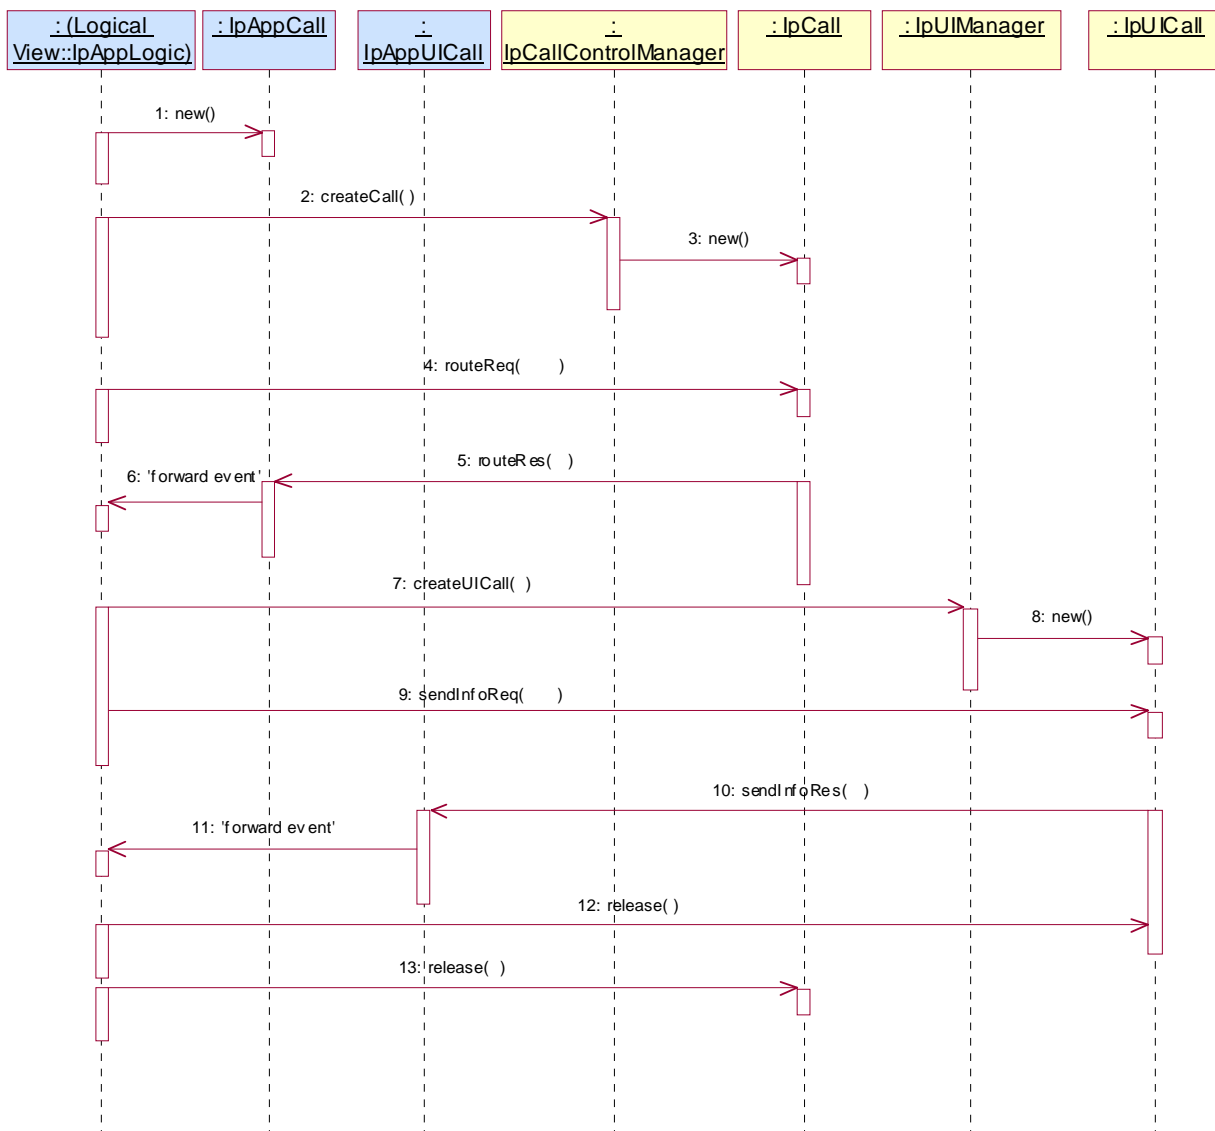 : (Logical
View::IpAppLogic)
: IpAppCall
:
IpAppUICall
:
IpCallControlManager
: IpCall
: IpUIManager
: IpUICall
1: new()
2: createCall( )
3: new()
4: routeReq( )
5: routeRes( )
6: 'forward event'
7: createUICall( )
8: new()
9: sendInfoReq( )
10: sendInfoRes( )
11: 'forward event'
12: release( )
13: release( )